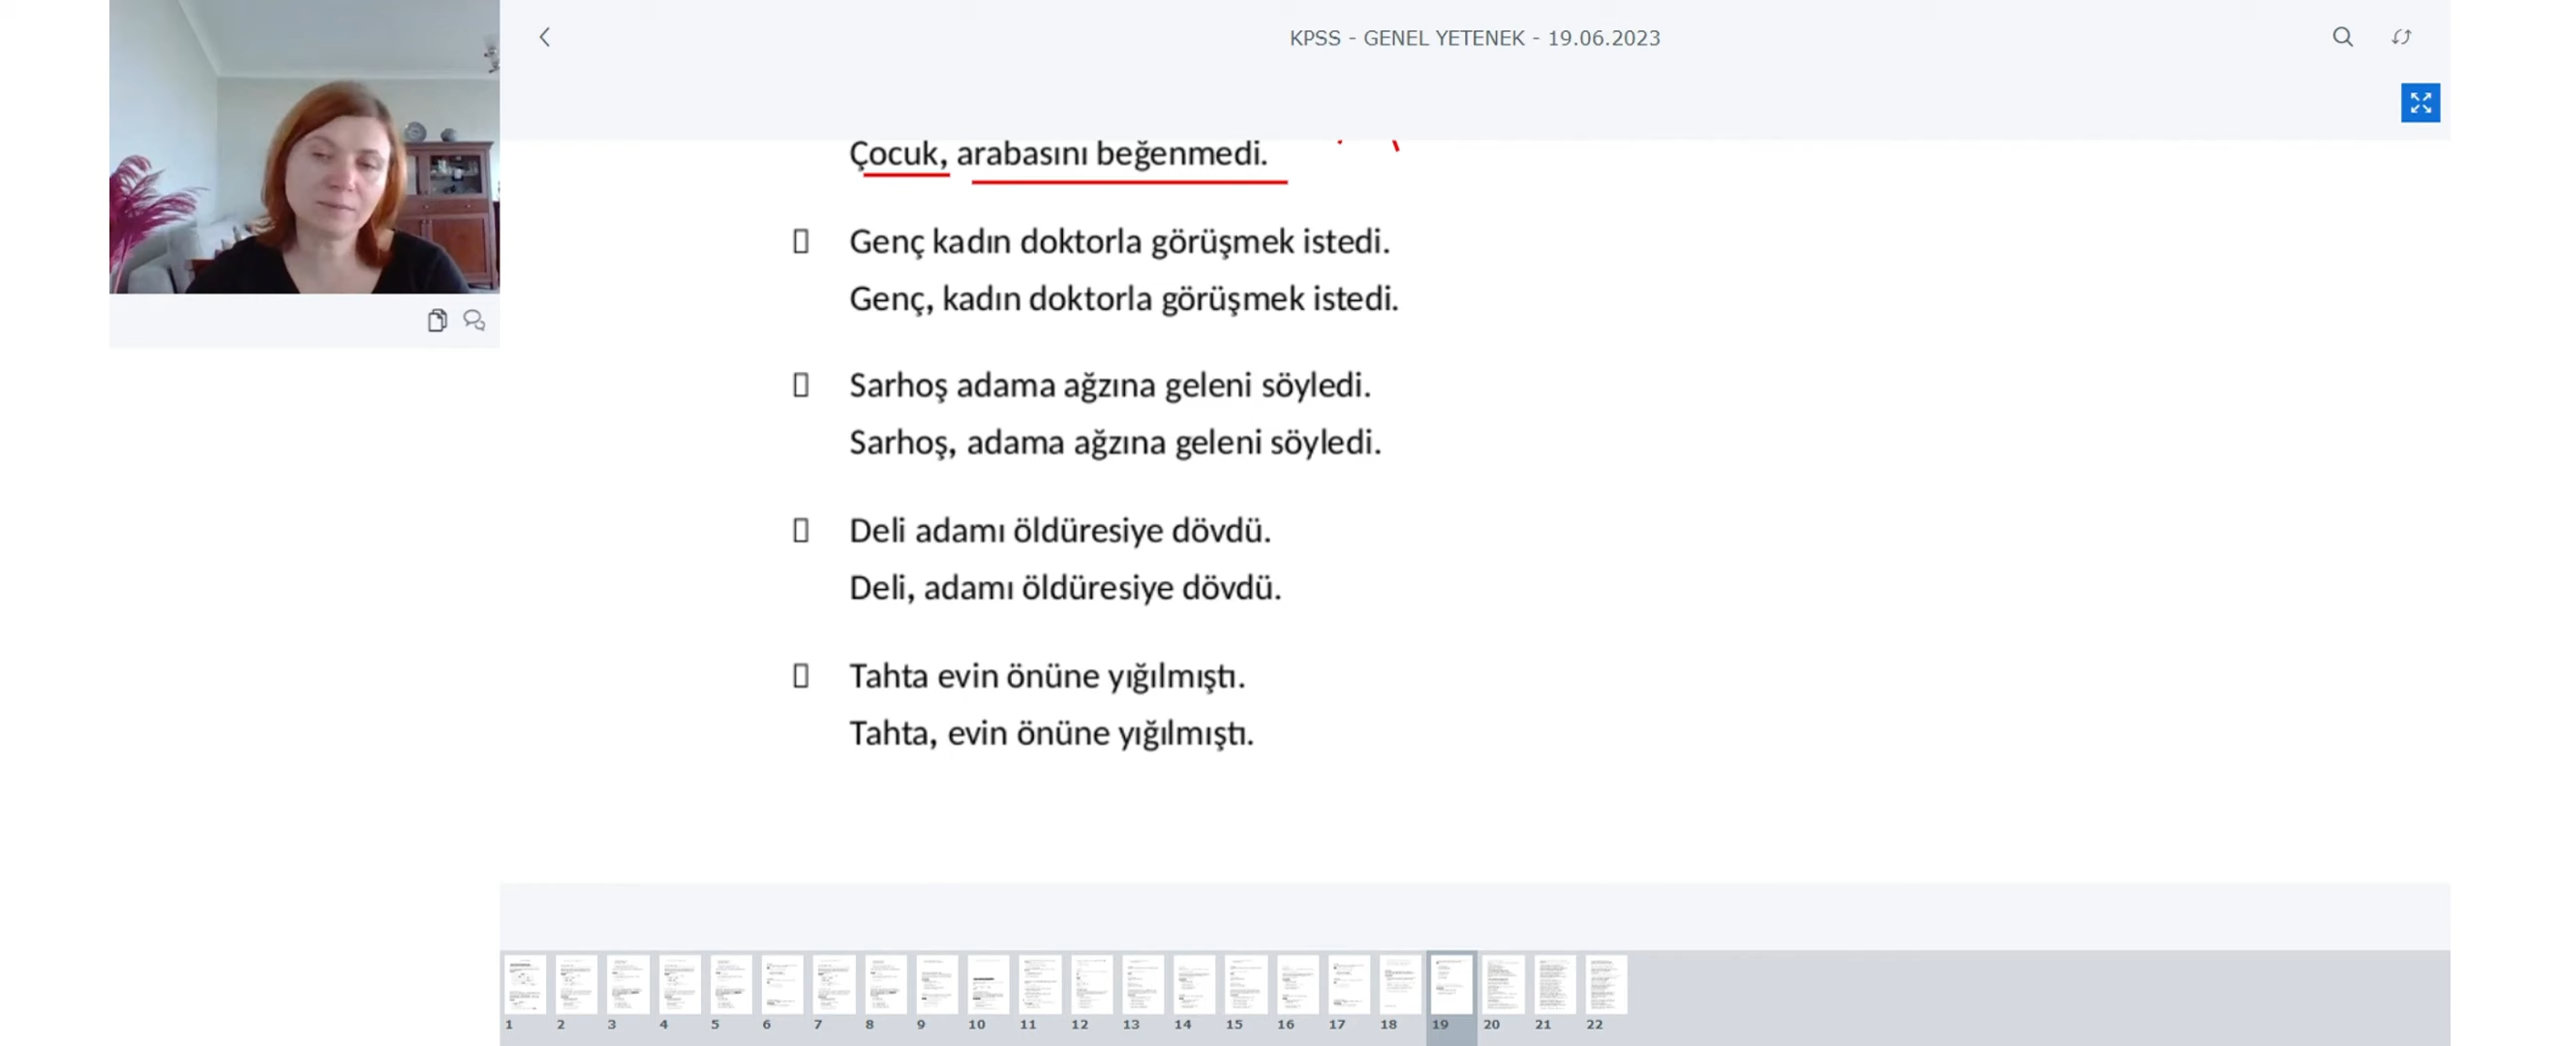 KPSS - GENEL YETENEK - 19.06.2023
Çocuk, arabasını beğenmedi.
Genç kadın doktorla görüşmek istedi.
Genç, kadın doktorla görüşmek istedi.
Sarhoş adama ağzına geleni söyledi.
Sarhoş, adama ağzına geleni söyledi.
Deli adamı öldüresiye dövdü.
Deli, adamı öldüresiye dövdü.
Tahta evin önüne yığılmıştı.
Tahta, evin önüne yığılmıştı.
1 2 3 4 5 6 7 8 9 10 11 12 13 14 15 16 17 18 19 20 21 22